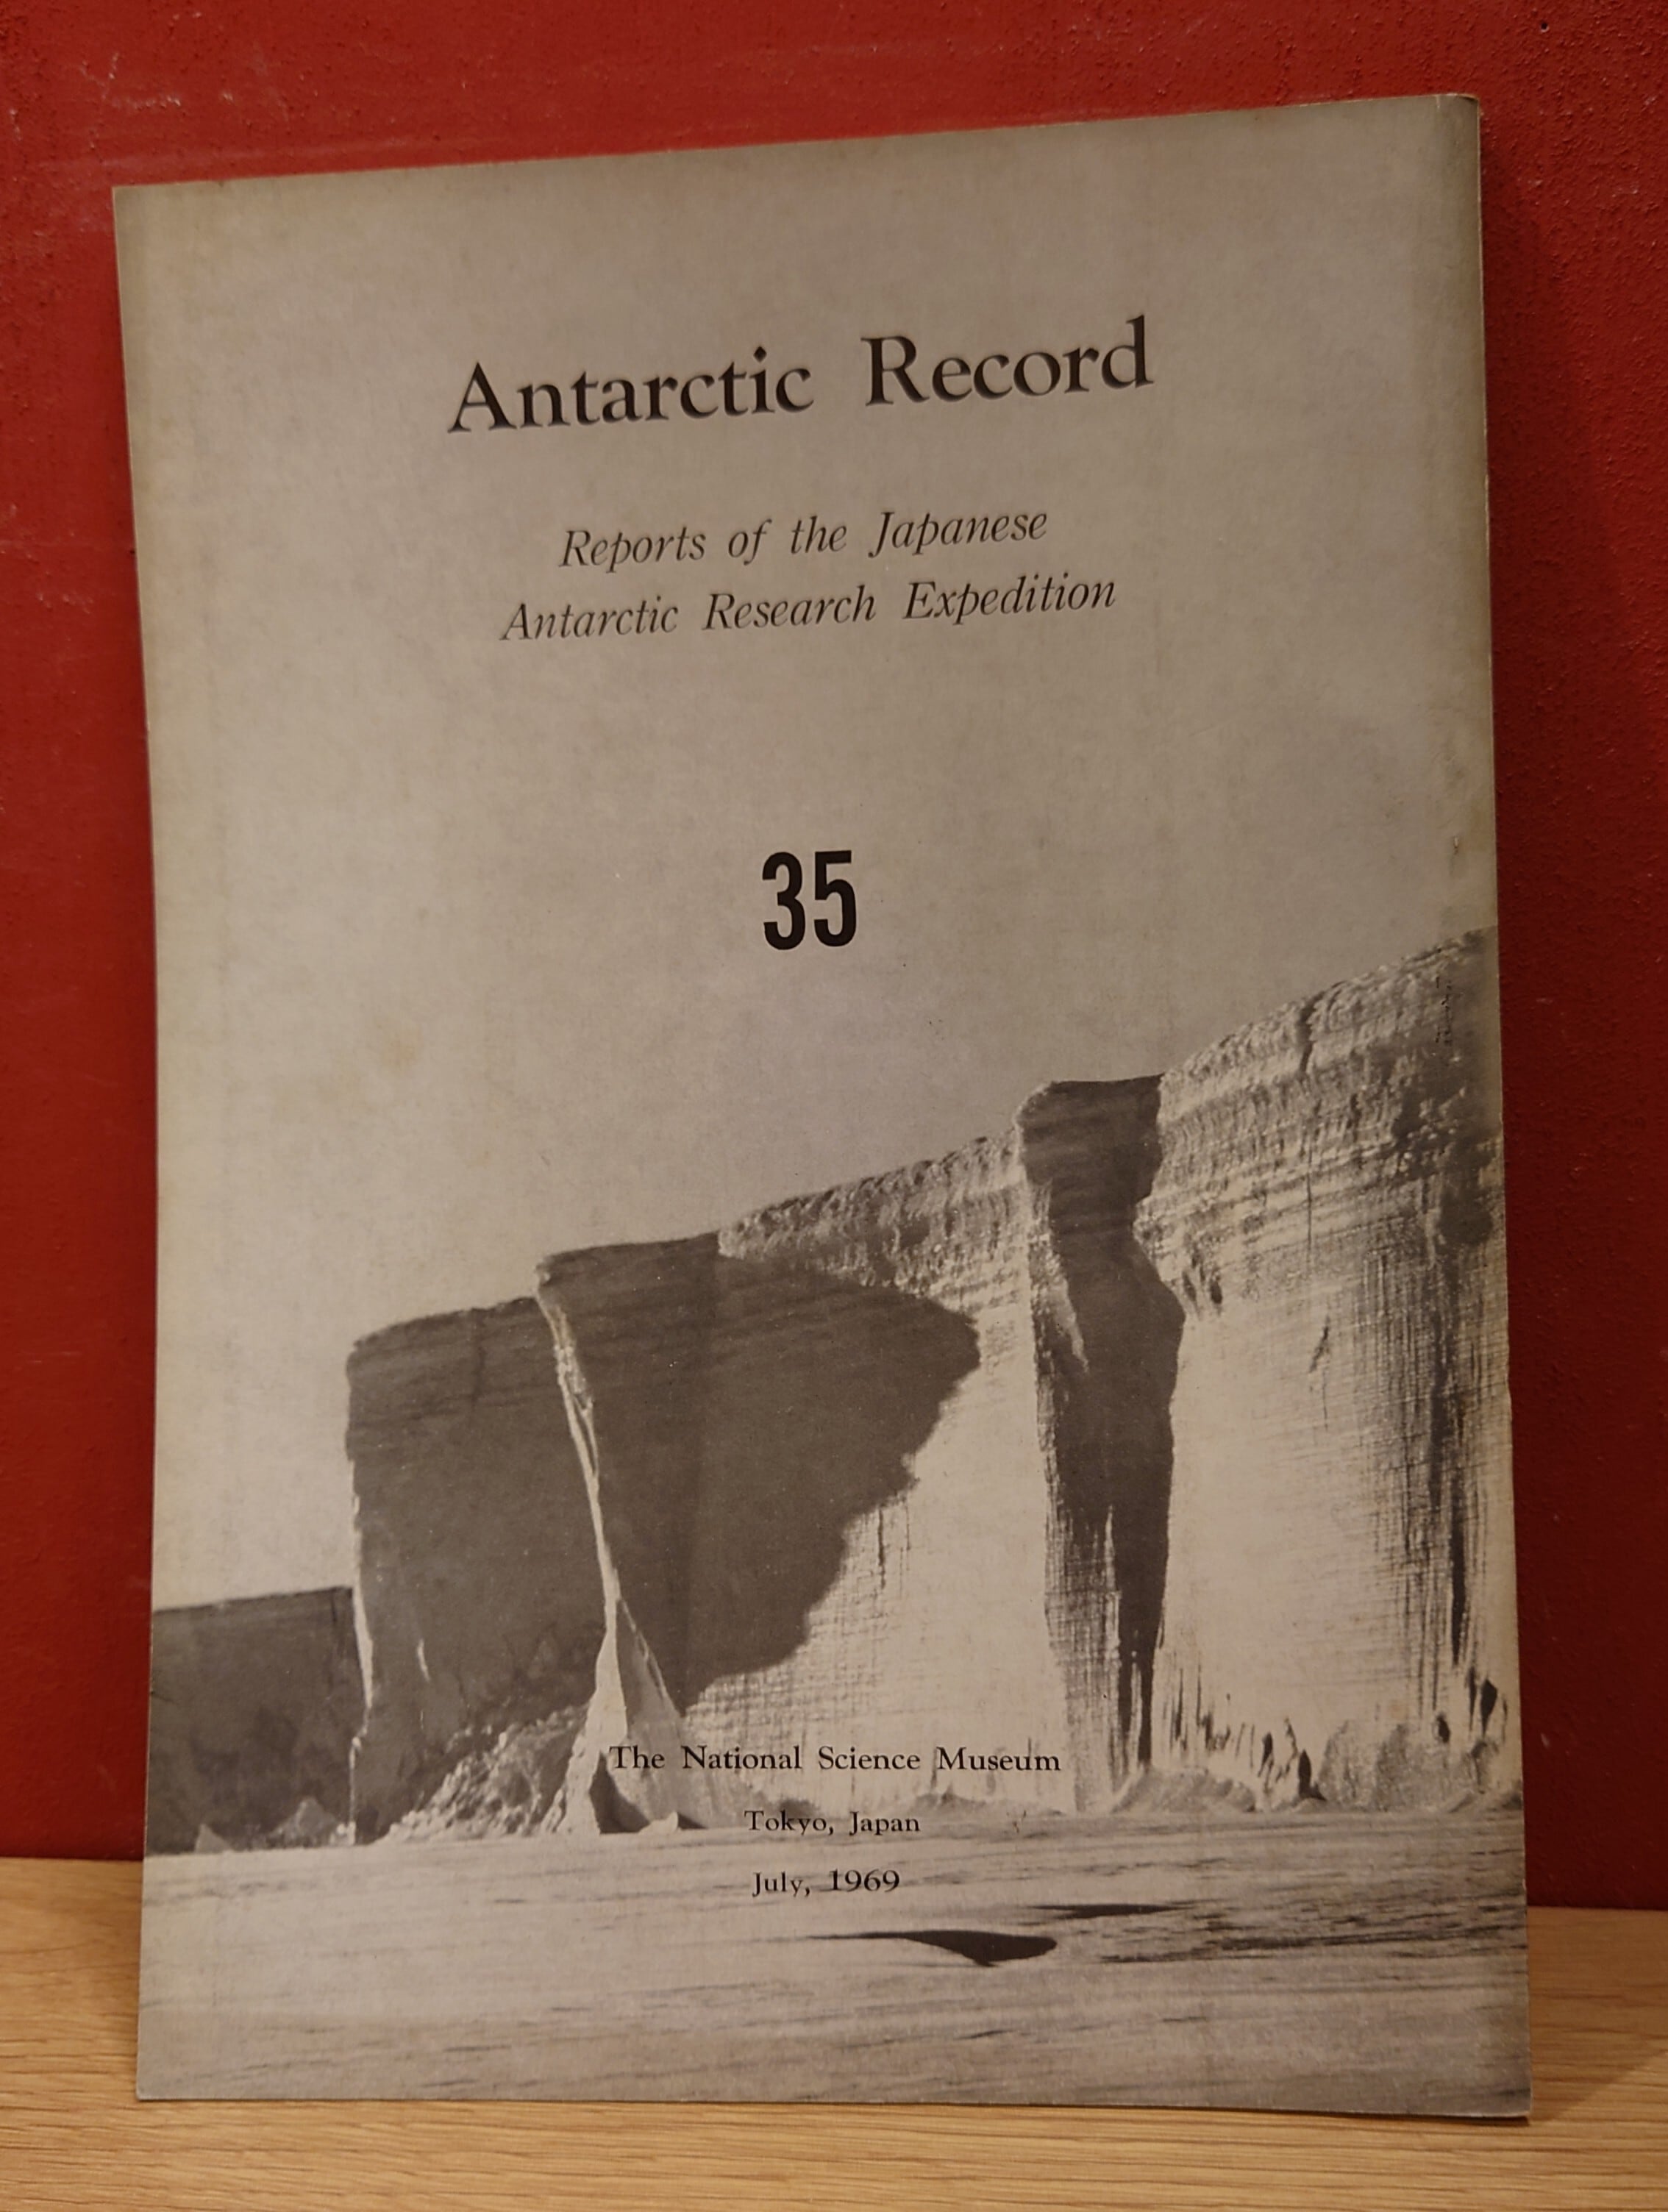 Antarctic Record
Reports of the Japanese
Antarctic Research Expedition
35
The National Science Museum
Tokyo, Japan
July, 1969